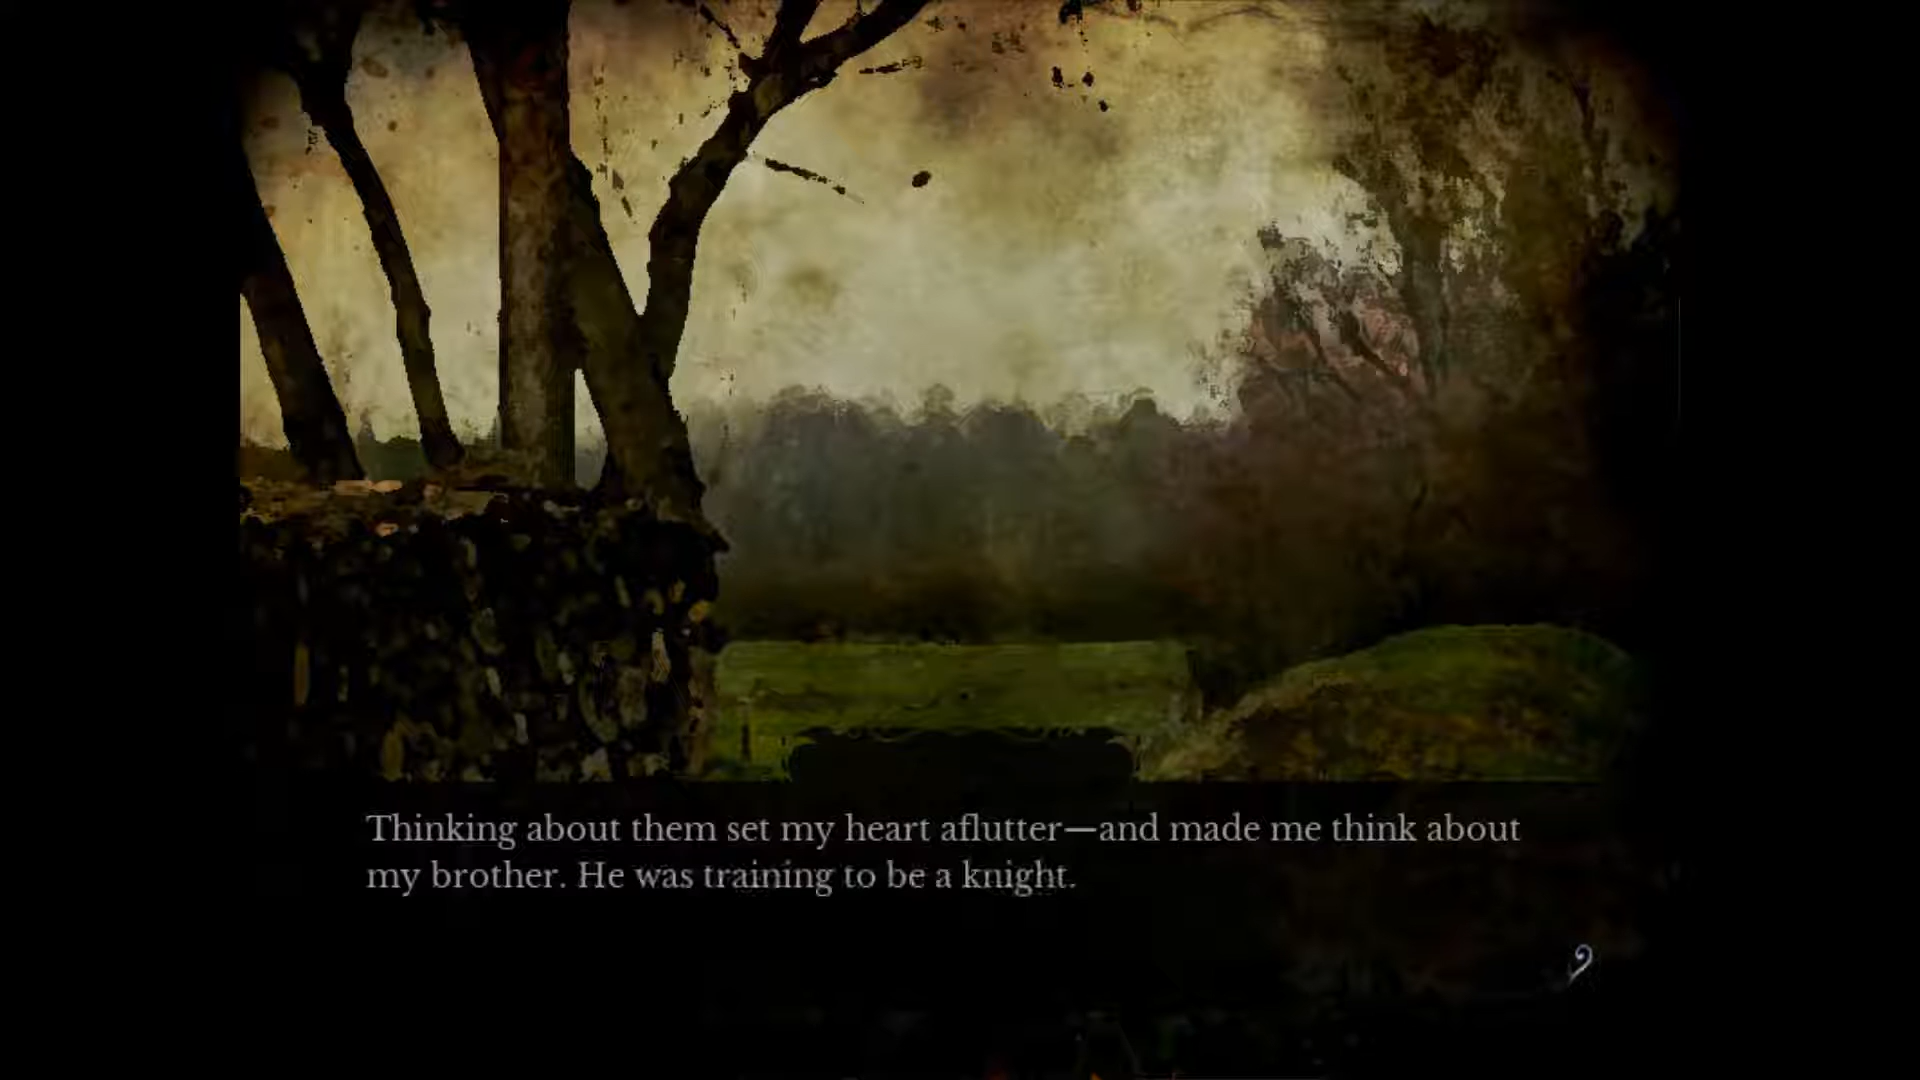 Thinking about them set my heart aflutter—and made me think about
my brother. He was training to be a knight.